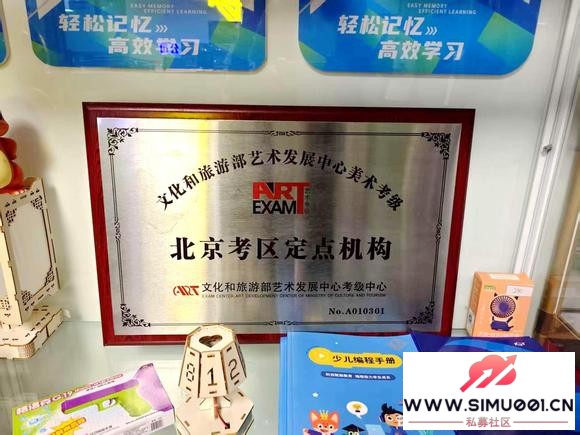 EASY MEMORY
EFFICIENT LEARNING
轻松记忆
高效学习
EASY MEMORY
EFFICIENT LEARNING
轻松记忆
高效学习
文化和旅游部艺术发展中心美术考级
ART
EXAM
北京考区定点机构
ART 文化和旅游部艺术发展中心考级中心
EXAM CENTER, ART DEVELOPMENT CENTER OF MINISTRY OF CULTURE AND TOURISM
No.A010301
少儿编程手册
0 1 2
WWW.SIMU001.CN
私募社区